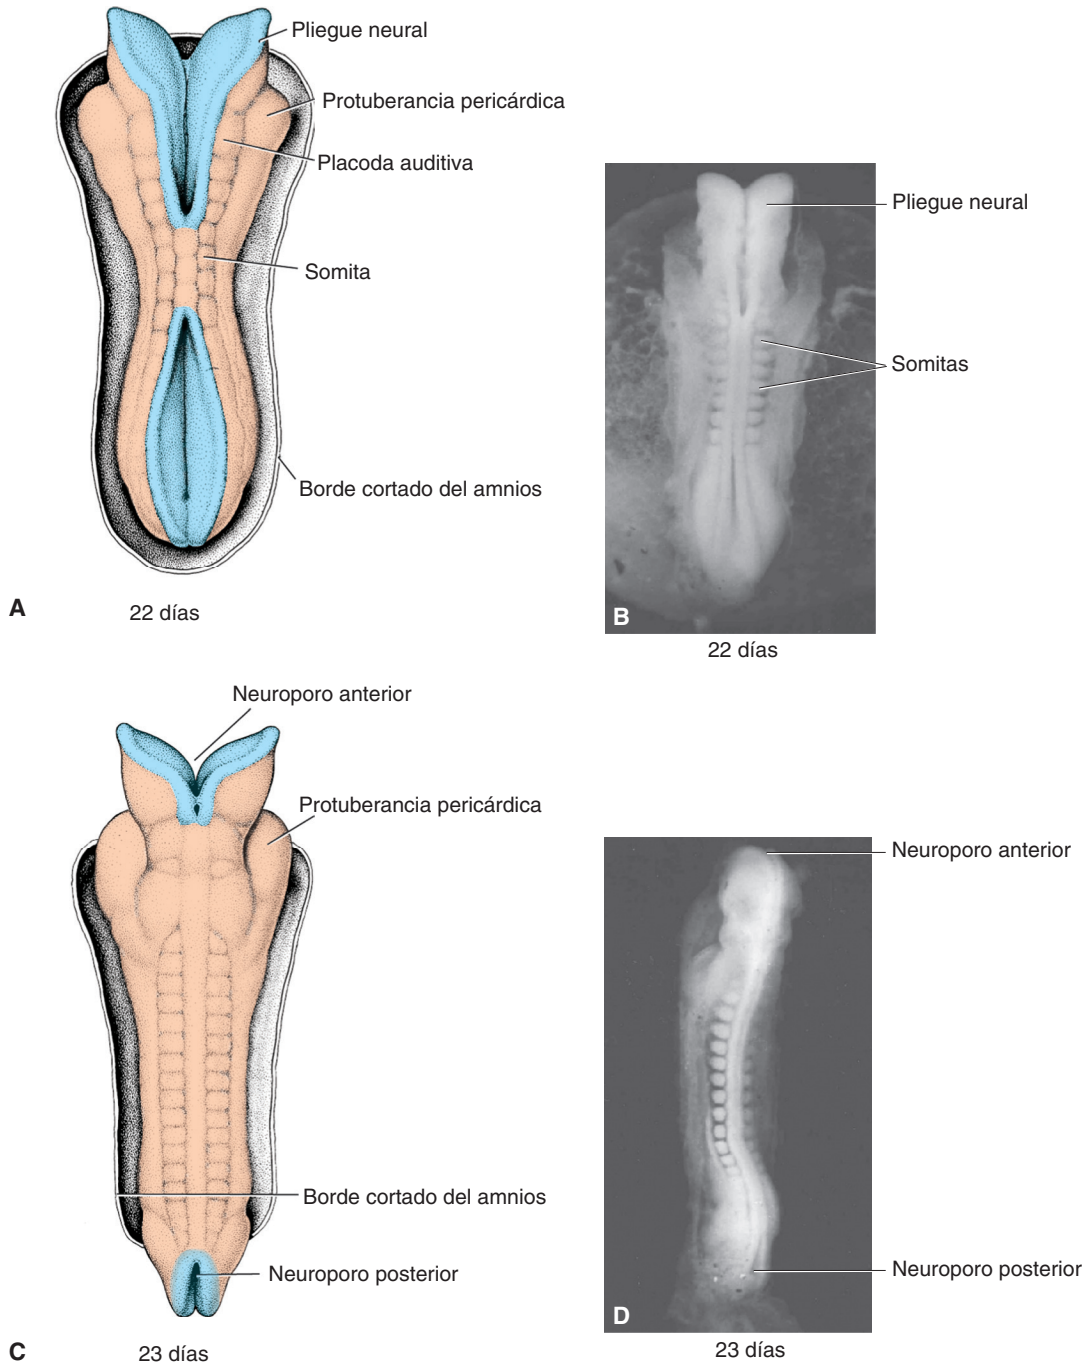 Pliegue neural
Protuberancia pericárdica
Placoda auditiva
Somita
Borde cortado del amnios
A
22 días
Pliegue neural
Somitas
B
22 días
Neuroporo anterior
Protuberancia pericárdica
Borde cortado del amnios
Neuroporo posterior
C
23 días
Neuroporo anterior
Neuroporo posterior
D
23 días